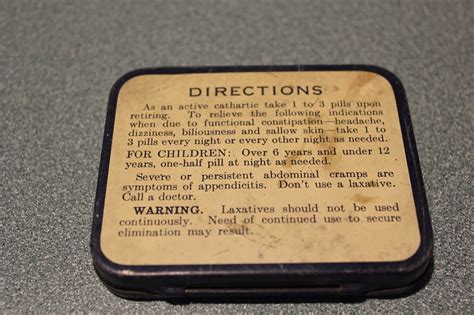 DIRECTIONS
As an active cathartic take 1 to 3 pills upon
retiring. To relieve the following indications
when due to functional constipation—headache,
dizziness, biliousness and sallow skin—take 1 to
3 pills every night or every other night as needed.
FOR CHILDREN: Over 6 years and under 12
years, one-half pill at night as needed.
Severe or persistent abdominal cramps are
symptoms of appendicitis. Don't use a laxative.
Call a doctor.
WARNING. Laxatives should not be used
continuously. Need of continued use to secure
elimination may result.